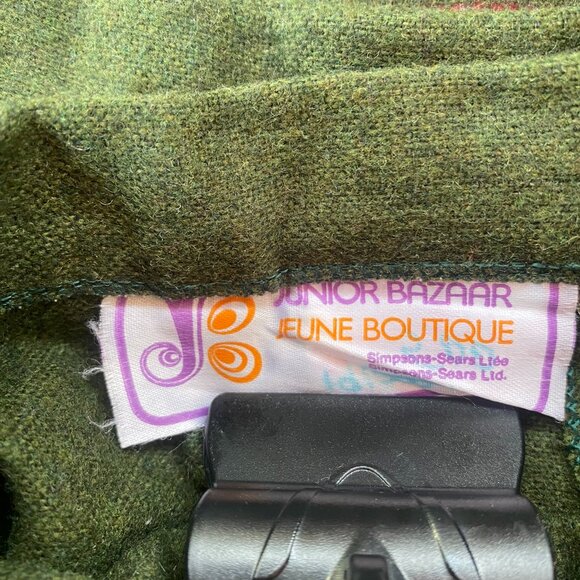 JUNIOR BAZAAR
JEUNE BOUTIQUE
Simpsons-Sears Ltée
Simpsons-Sears Ltd.